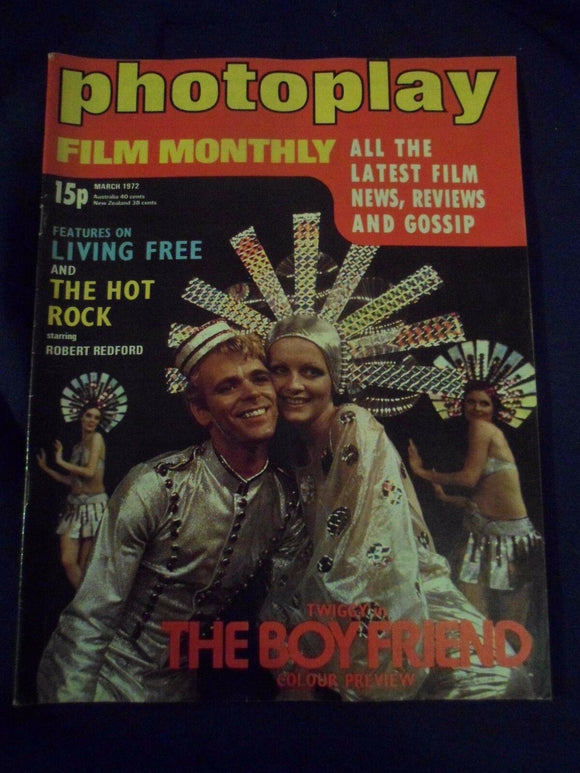 photoplay
FILM MONTHLY
ALL THE
LATEST FILM
NEWS, REVIEWS
AND GOSSIP
15p
MARCH 1972
Australia 40 cents
New Zealand 38 cents
FEATURES ON
LIVING FREE
AND
THE HOT
ROCK
starring
ROBERT REDFORD
TWIGGY in
THE BOY FRIEND
COLOUR PREVIEW